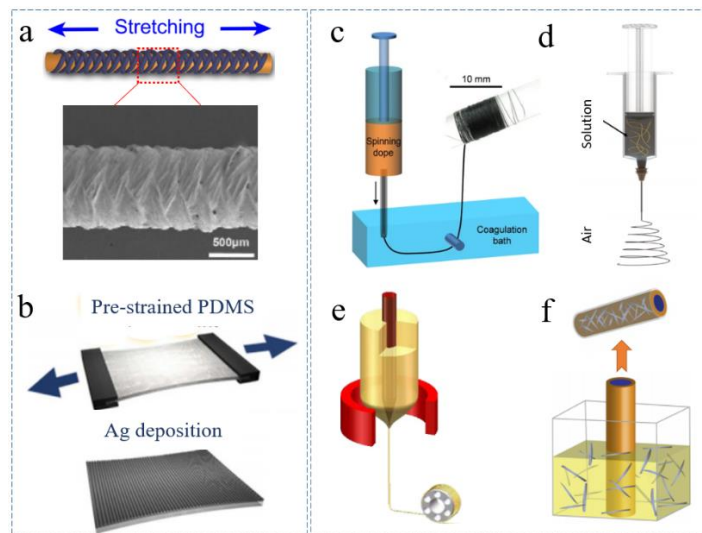 a
Stretching
500μm
b
Pre-strained PDMS
Ag deposition
c
10 mm
Spinning
dope
Coagulation
bath
d
Solution
Air
e
f